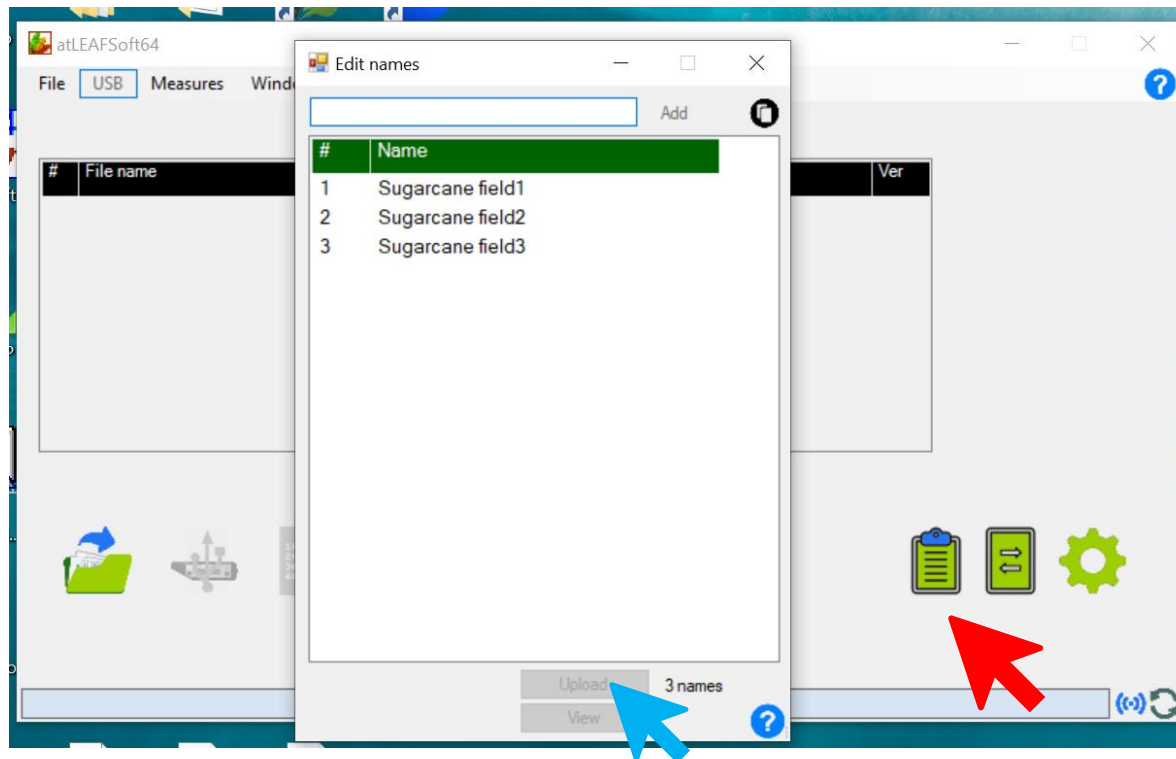 atLEAFSoft64
File USB Measures Wind
# File name Ver
Edit names
Add
# Name
1 Sugarcane field1
2 Sugarcane field2
3 Sugarcane field3
Upload 3 names
View